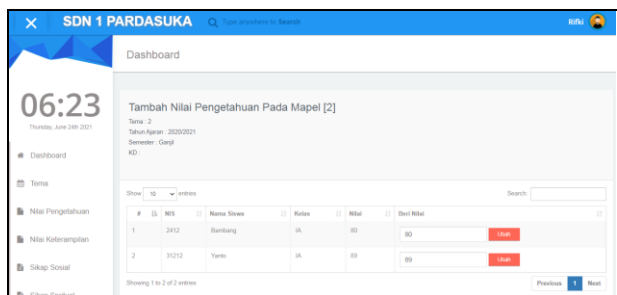 × SDN 1 PARDASUKA Type anywhere to Search Rifki
Dashboard
06:23
Thursday, June 24th 2021
Dashboard
Tema
Nilai Pengetahuan
Nilai Keterampilan
Sikap Sosial
Tambah Nilai Pengetahuan Pada Mapel [2]
Tema : 2
Tahun Ajaran : 2020/2021
Semester : Ganjil
KD :
Show 10 entries Search:
# NIS Nama Siswa Kelas Nilai Beri Nilai
1 2412 Bambang IA 80 80 Ubah
2 31212 Yanto IA 89 89 Ubah
Showing 1 to 2 of 2 entries Previous 1 Next